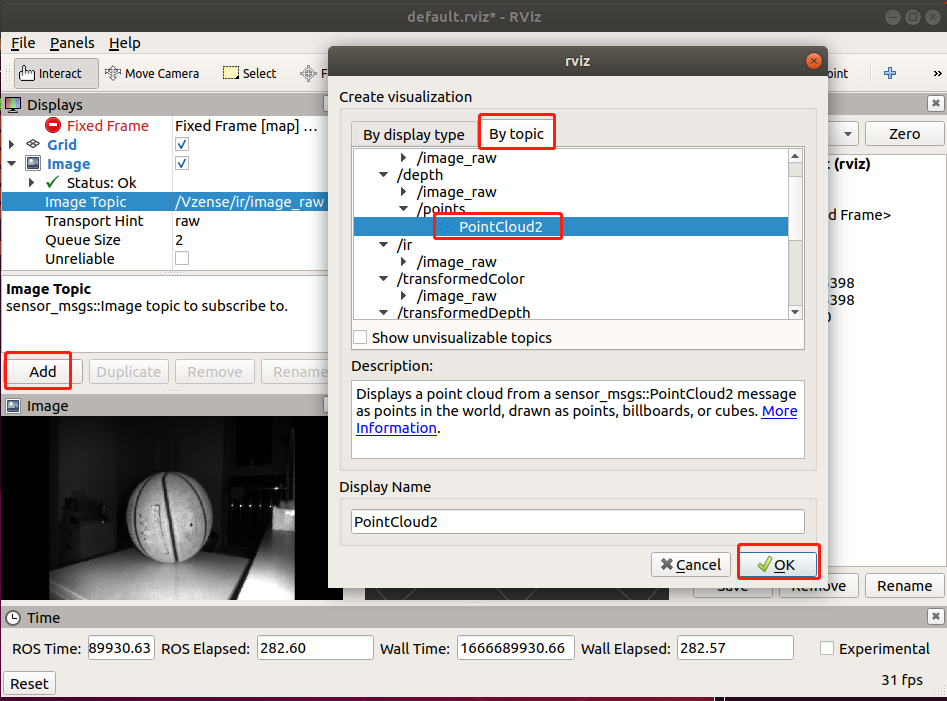 default.rviz* - RViz
File Panels Help
Interact Move Camera Select
Displays
Fixed Frame Fixed Frame [map] ...
Grid
Image
Status: Ok
Image Topic /Vzense/ir/image_raw
Transport Hint raw
Queue Size 2
Unreliable
Image Topic
sensor_msgs::Image topic to subscribe to.
Add Duplicate Remove Rename
Image
rviz
Create visualization
By display type By topic
/image_raw
/depth
/image_raw
/points
PointCloud2
/ir
/image_raw
/transformedColor
/image_raw
/transformedDepth
Show unvisualizable topics
Description:
Displays a point cloud from a sensor_msgs::PointCloud2 message
as points in the world, drawn as points, billboards, or cubes. More
Information.
Display Name
PointCloud2
Cancel OK
oint »
Zero
(rviz)
d Frame>
398
398
Save Remove Rename
Time
ROS Time: 89930.63 ROS Elapsed: 282.60 Wall Time: 1666689930.66 Wall Elapsed: 282.57 Experimental
Reset 31 fps